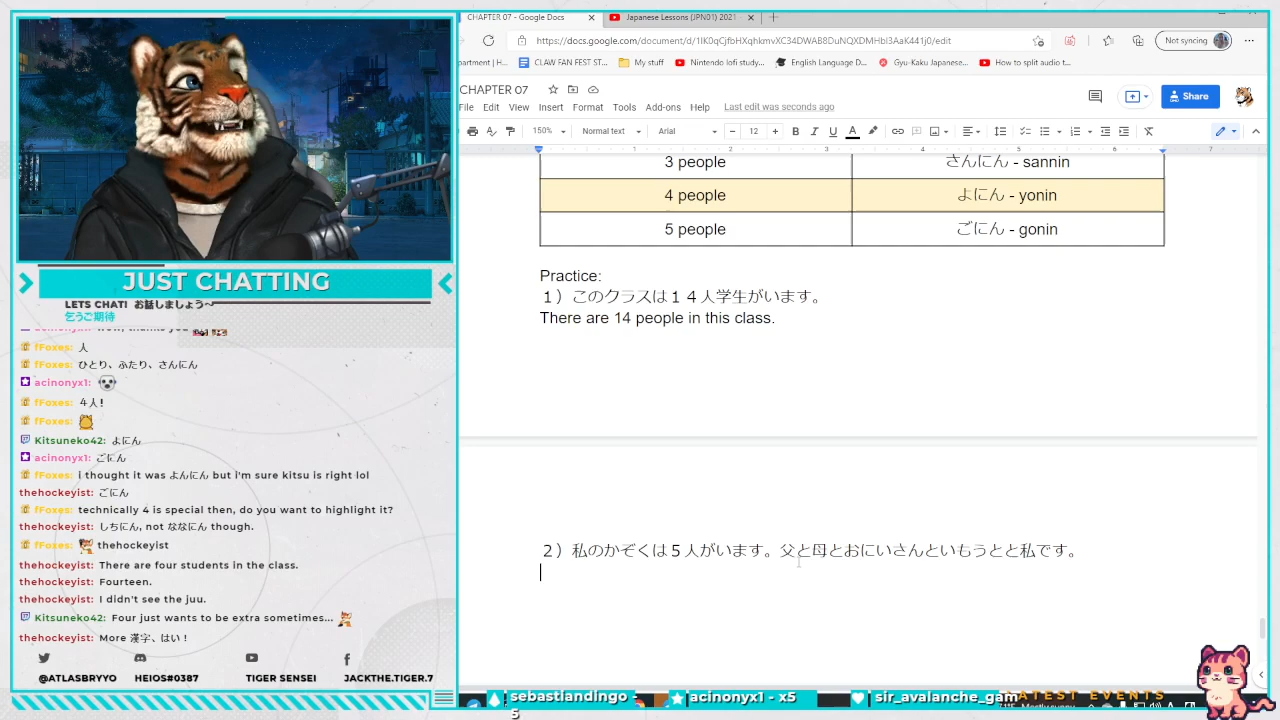 CHAPTER 07 - Google Docs
Japanese Lessons (JPN01) 2021
https://docs.google.com/document/d/1IK0qCjfbHXqhkmvXC34DWAB8DuNQXDMHbi3AaK441j0/edit
Not syncing
partment | H...
CLAW FAN FEST ST...
My stuff
Nintendo lofi study...
English Language D...
Gyu-Kaku Japanese...
How to split audio t...
CHAPTER 07
File Edit View Insert Format Tools Add-ons Help Last edit was seconds ago
Share
150% Normal text Arial 12
3 people さんにん - sannin
4 people よにん - yonin
5 people ごにん - gonin
Practice:
１）このクラスは１４人学生がいます。
There are 14 people in this class.
２）私のかぞくは５人がいます。父と母とおにいさんといもうとと私です。
JUST CHATTING
LETS CHAT! お話しましょう〜
乞うご期待
fFoxes: 人
fFoxes: ひとり、ふたり、さんにん
acinonyx1:
fFoxes: ４人!
fFoxes:
Kitsuneko42: よにん
acinonyx1: ごにん
fFoxes: i thought it was よんにん but i'm sure kitsu is right lol
thehockeyist: ごにん
fFoxes: technically 4 is special then, do you want to highlight it?
thehockeyist: しちにん, not ななにん though.
fFoxes: thehockeyist
thehockeyist: There are four students in the class.
thehockeyist: Fourteen.
thehockeyist: I didn't see the juu.
Kitsuneko42: Four just wants to be extra sometimes...
thehockeyist: More 漢字、はい！
@ATLASBRYYO HEIOS#0387 TIGER SENSEI JACKTHE.TIGER.7
sebastiandingo -
5
acinonyx1 - x5